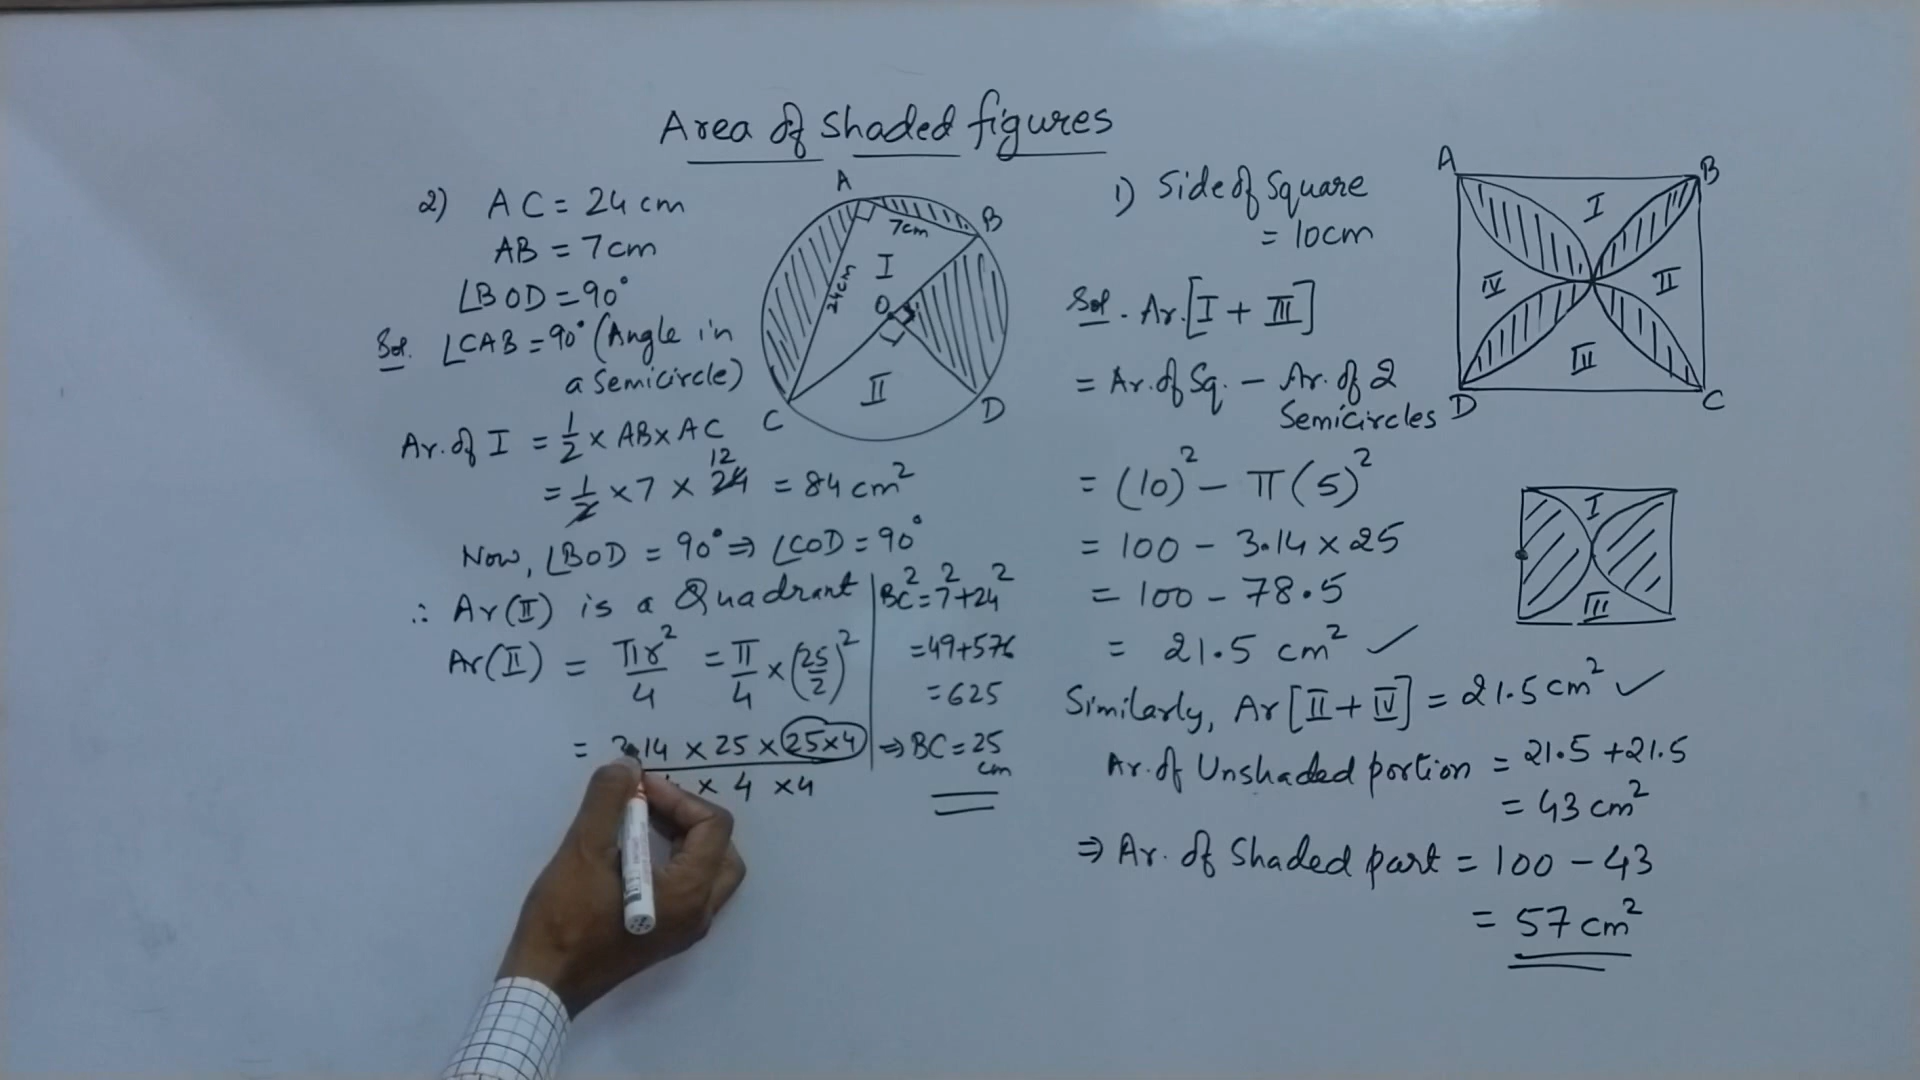 Area of Shaded figures
2) AC = 24 cm
AB = 7cm
∠BOD = 90°
Sol. ∠CAB = 90° (Angle in
a Semicircle)
Ar. of I = 1/2 × AB × AC
= 1/2 × 7 × 24 12 = 84 cm²
Now, ∠BOD = 90° ⇒ ∠COD = 90°
∴ Ar(II) is a Quadrant
Ar(II) = πr²/4 = π/4 × (25/2)²
= 3.14 × 25 × 25×4
× 4 × 4
BC² = 7² + 24²
= 49+576
= 625
⇒ BC = 25
cm
A
B
7cm
I
24cm
O
II
C
D
1) Side of Square
= 10cm
Sol. Ar.[I + III]
= Ar. of Sq. - Ar. of 2
Semicircles
= (10)² - π(5)²
= 100 - 3.14 × 25
= 100 - 78.5
= 21.5 cm² ✓
Similarly, Ar [II + IV] = 21.5 cm² ✓
Ar. of Unshaded portion = 21.5 + 21.5
= 43 cm²
⇒ Ar. of Shaded part = 100 - 43
= 57 cm²
A
B
I
IV
II
III
D
C
I
III